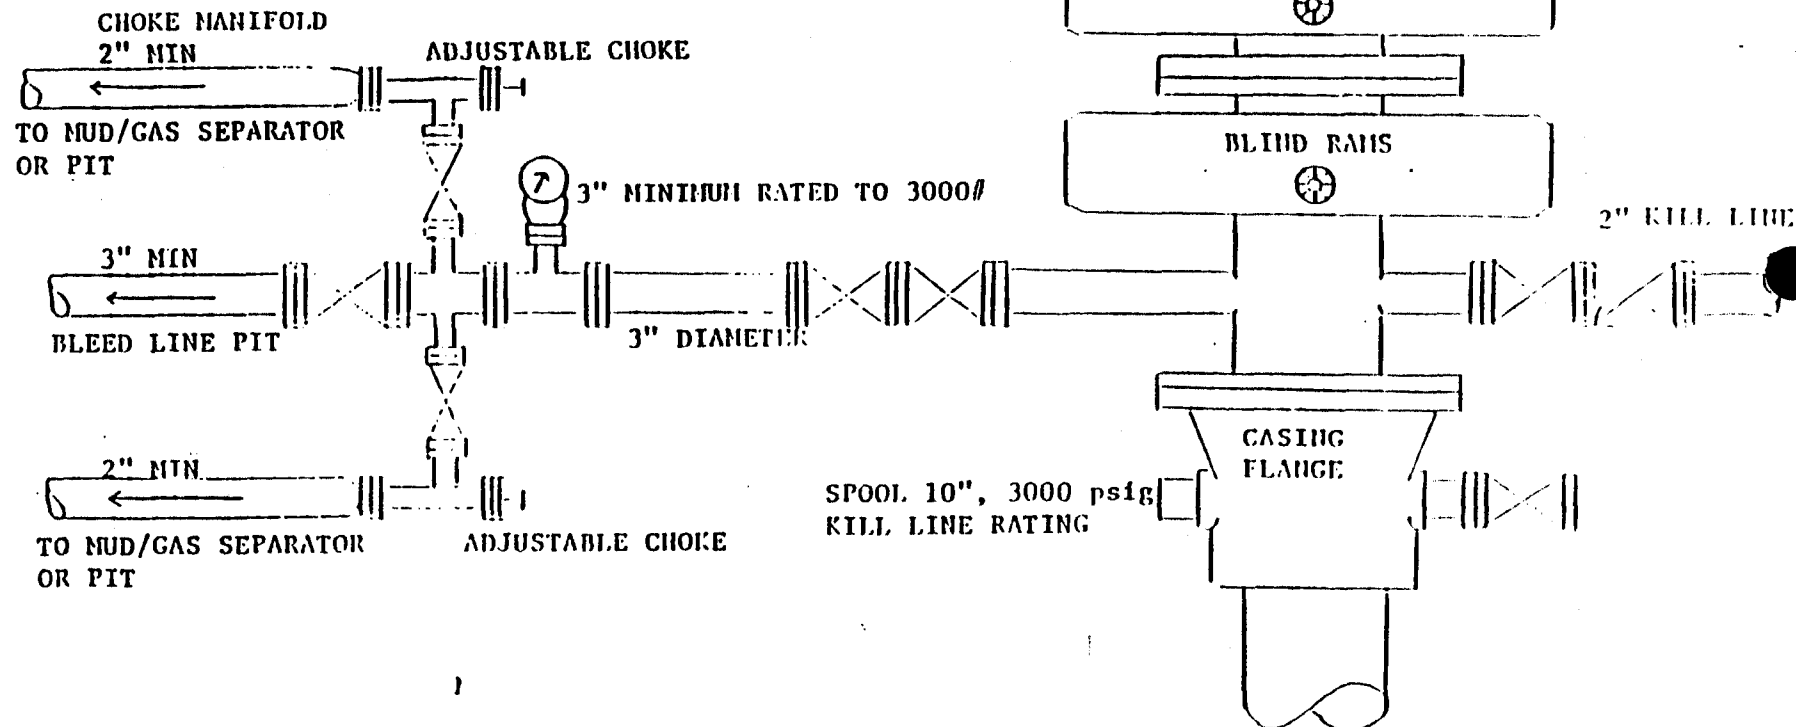 CHOKE MANIFOLD
2" MIN
ADJUSTABLE CHOKE
TO MUD/GAS SEPARATOR
OR PIT
BLIND RAMS
3" MINIMUM RATED TO 3000#
2" KILL LINE
3" MIN
BLEED LINE PIT
3" DIAMETER
CASING
FLANGE
2" MIN
SPOOL 10", 3000 psig
KILL LINE RATING
TO MUD/GAS SEPARATOR
OR PIT
ADJUSTABLE CHOKE